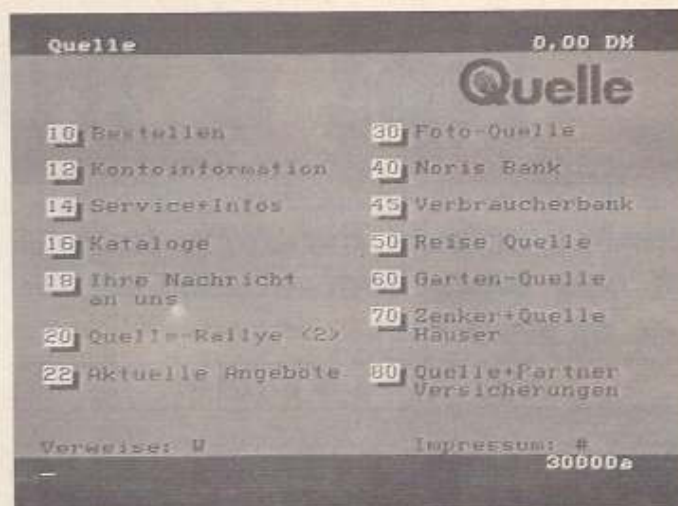 Quelle 0,00 DM
Quelle
10 Bestellen
12 Kontoinformation
14 Service+Infos
16 Kataloge
18 Ihre Nachricht
an uns
20 Quelle-Rallye <2>
22 Aktuelle Angebote
30 Foto-Quelle
40 Noris Bank
45 Verbraucherbank
50 Reise Quelle
60 Garten-Quelle
70 Zenker+Quelle
Häuser
80 Quelle+Partner
Versicherungen
Verweise: W Impressum: #
30000a